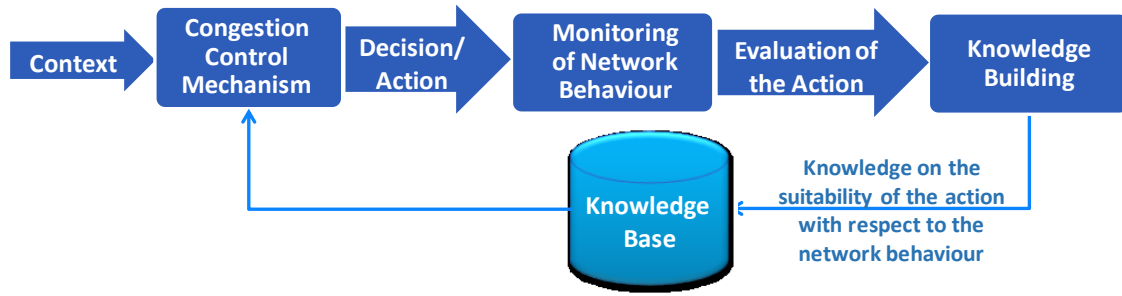 Context
Congestion
Control
Mechanism
Decision/
Action
Monitoring
of Network
Behaviour
Evaluation of
the Action
Knowledge
Building
Knowledge
Base
Knowledge on the
suitability of the action
with respect to the
network behaviour